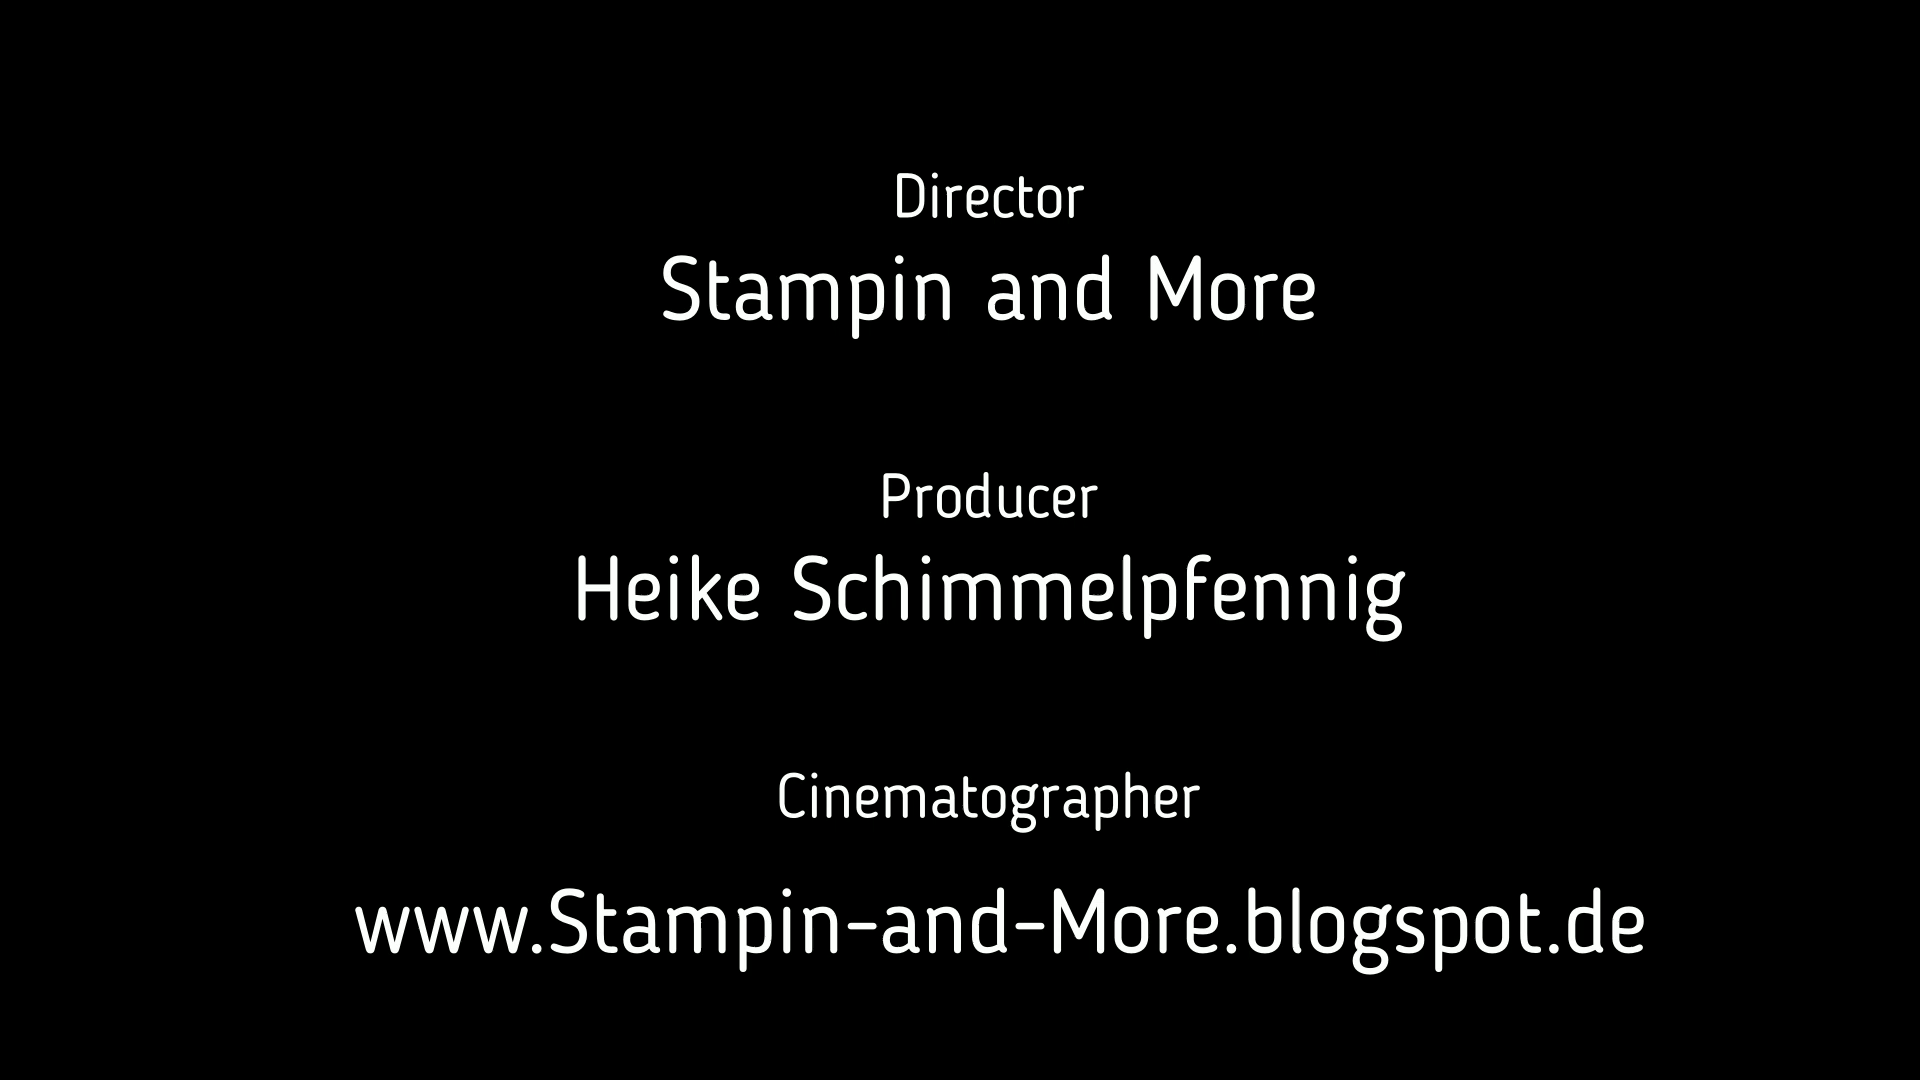 Director
Stampin and More
Producer
Heike Schimmelpfennig
Cinematographer
www.Stampin-and-More.blogspot.de